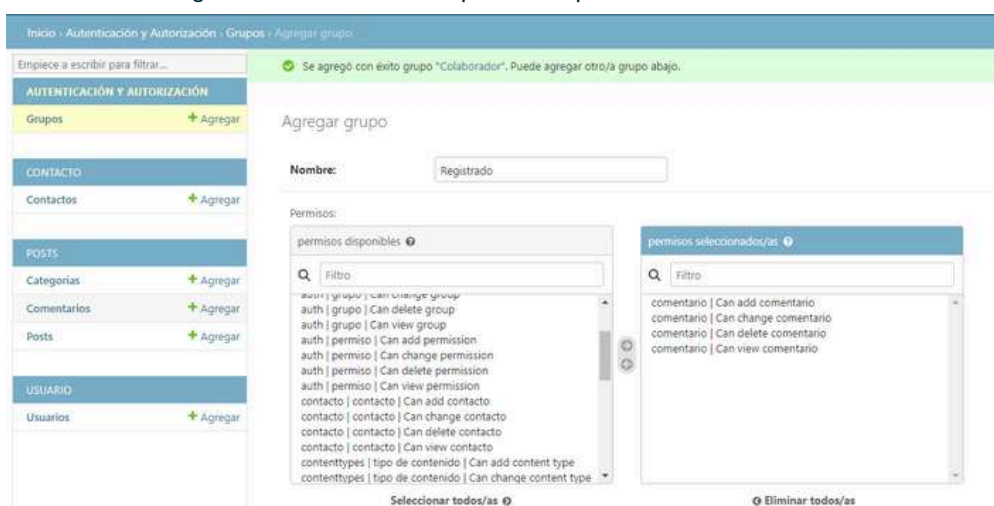 Inicio › Autenticación y Autorización › Grupos › Agregar grupo
Empiece a escribir para filtrar...
AUTENTICACIÓN Y AUTORIZACIÓN
Grupos + Agregar
CONTACTO
Contactos + Agregar
POSTS
Categorias + Agregar
Comentarios + Agregar
Posts + Agregar
USUARIO
Usuarios + Agregar
Se agregó con éxito grupo "Colaborador". Puede agregar otro/a grupo abajo.
Agregar grupo
Nombre: Registrado
Permisos:
permisos disponibles
Filtro
auth | grupo | Can change group
auth | grupo | Can delete group
auth | grupo | Can view group
auth | permiso | Can add permission
auth | permiso | Can change permission
auth | permiso | Can delete permission
auth | permiso | Can view permission
contacto | contacto | Can add contacto
contacto | contacto | Can change contacto
contacto | contacto | Can delete contacto
contacto | contacto | Can view contacto
contenttypes | tipo de contenido | Can add content type
contenttypes | tipo de contenido | Can change content type
Seleccionar todos/as
permisos seleccionados/as
Filtro
comentario | Can add comentario
comentario | Can change comentario
comentario | Can delete comentario
comentario | Can view comentario
Eliminar todos/as